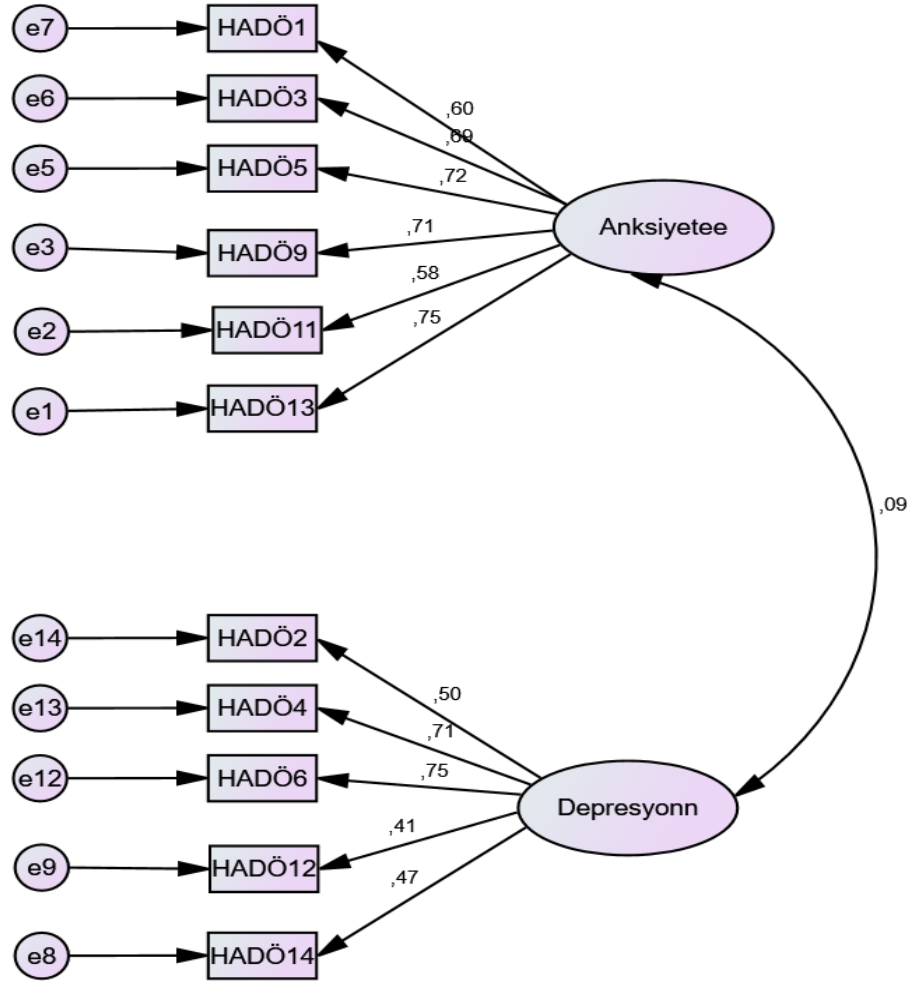 e7 HADÖ1
,60
e6 HADÖ3
,69
e5 HADÖ5
,72
Anksiyetee
e3 HADÖ9
,71
,58
e2 HADÖ11
,75
e1 HADÖ13
,09
e14 HADÖ2
,50
e13 HADÖ4
,71
e12 HADÖ6
,75
Depresyonn
,41
e9 HADÖ12
,47
e8 HADÖ14